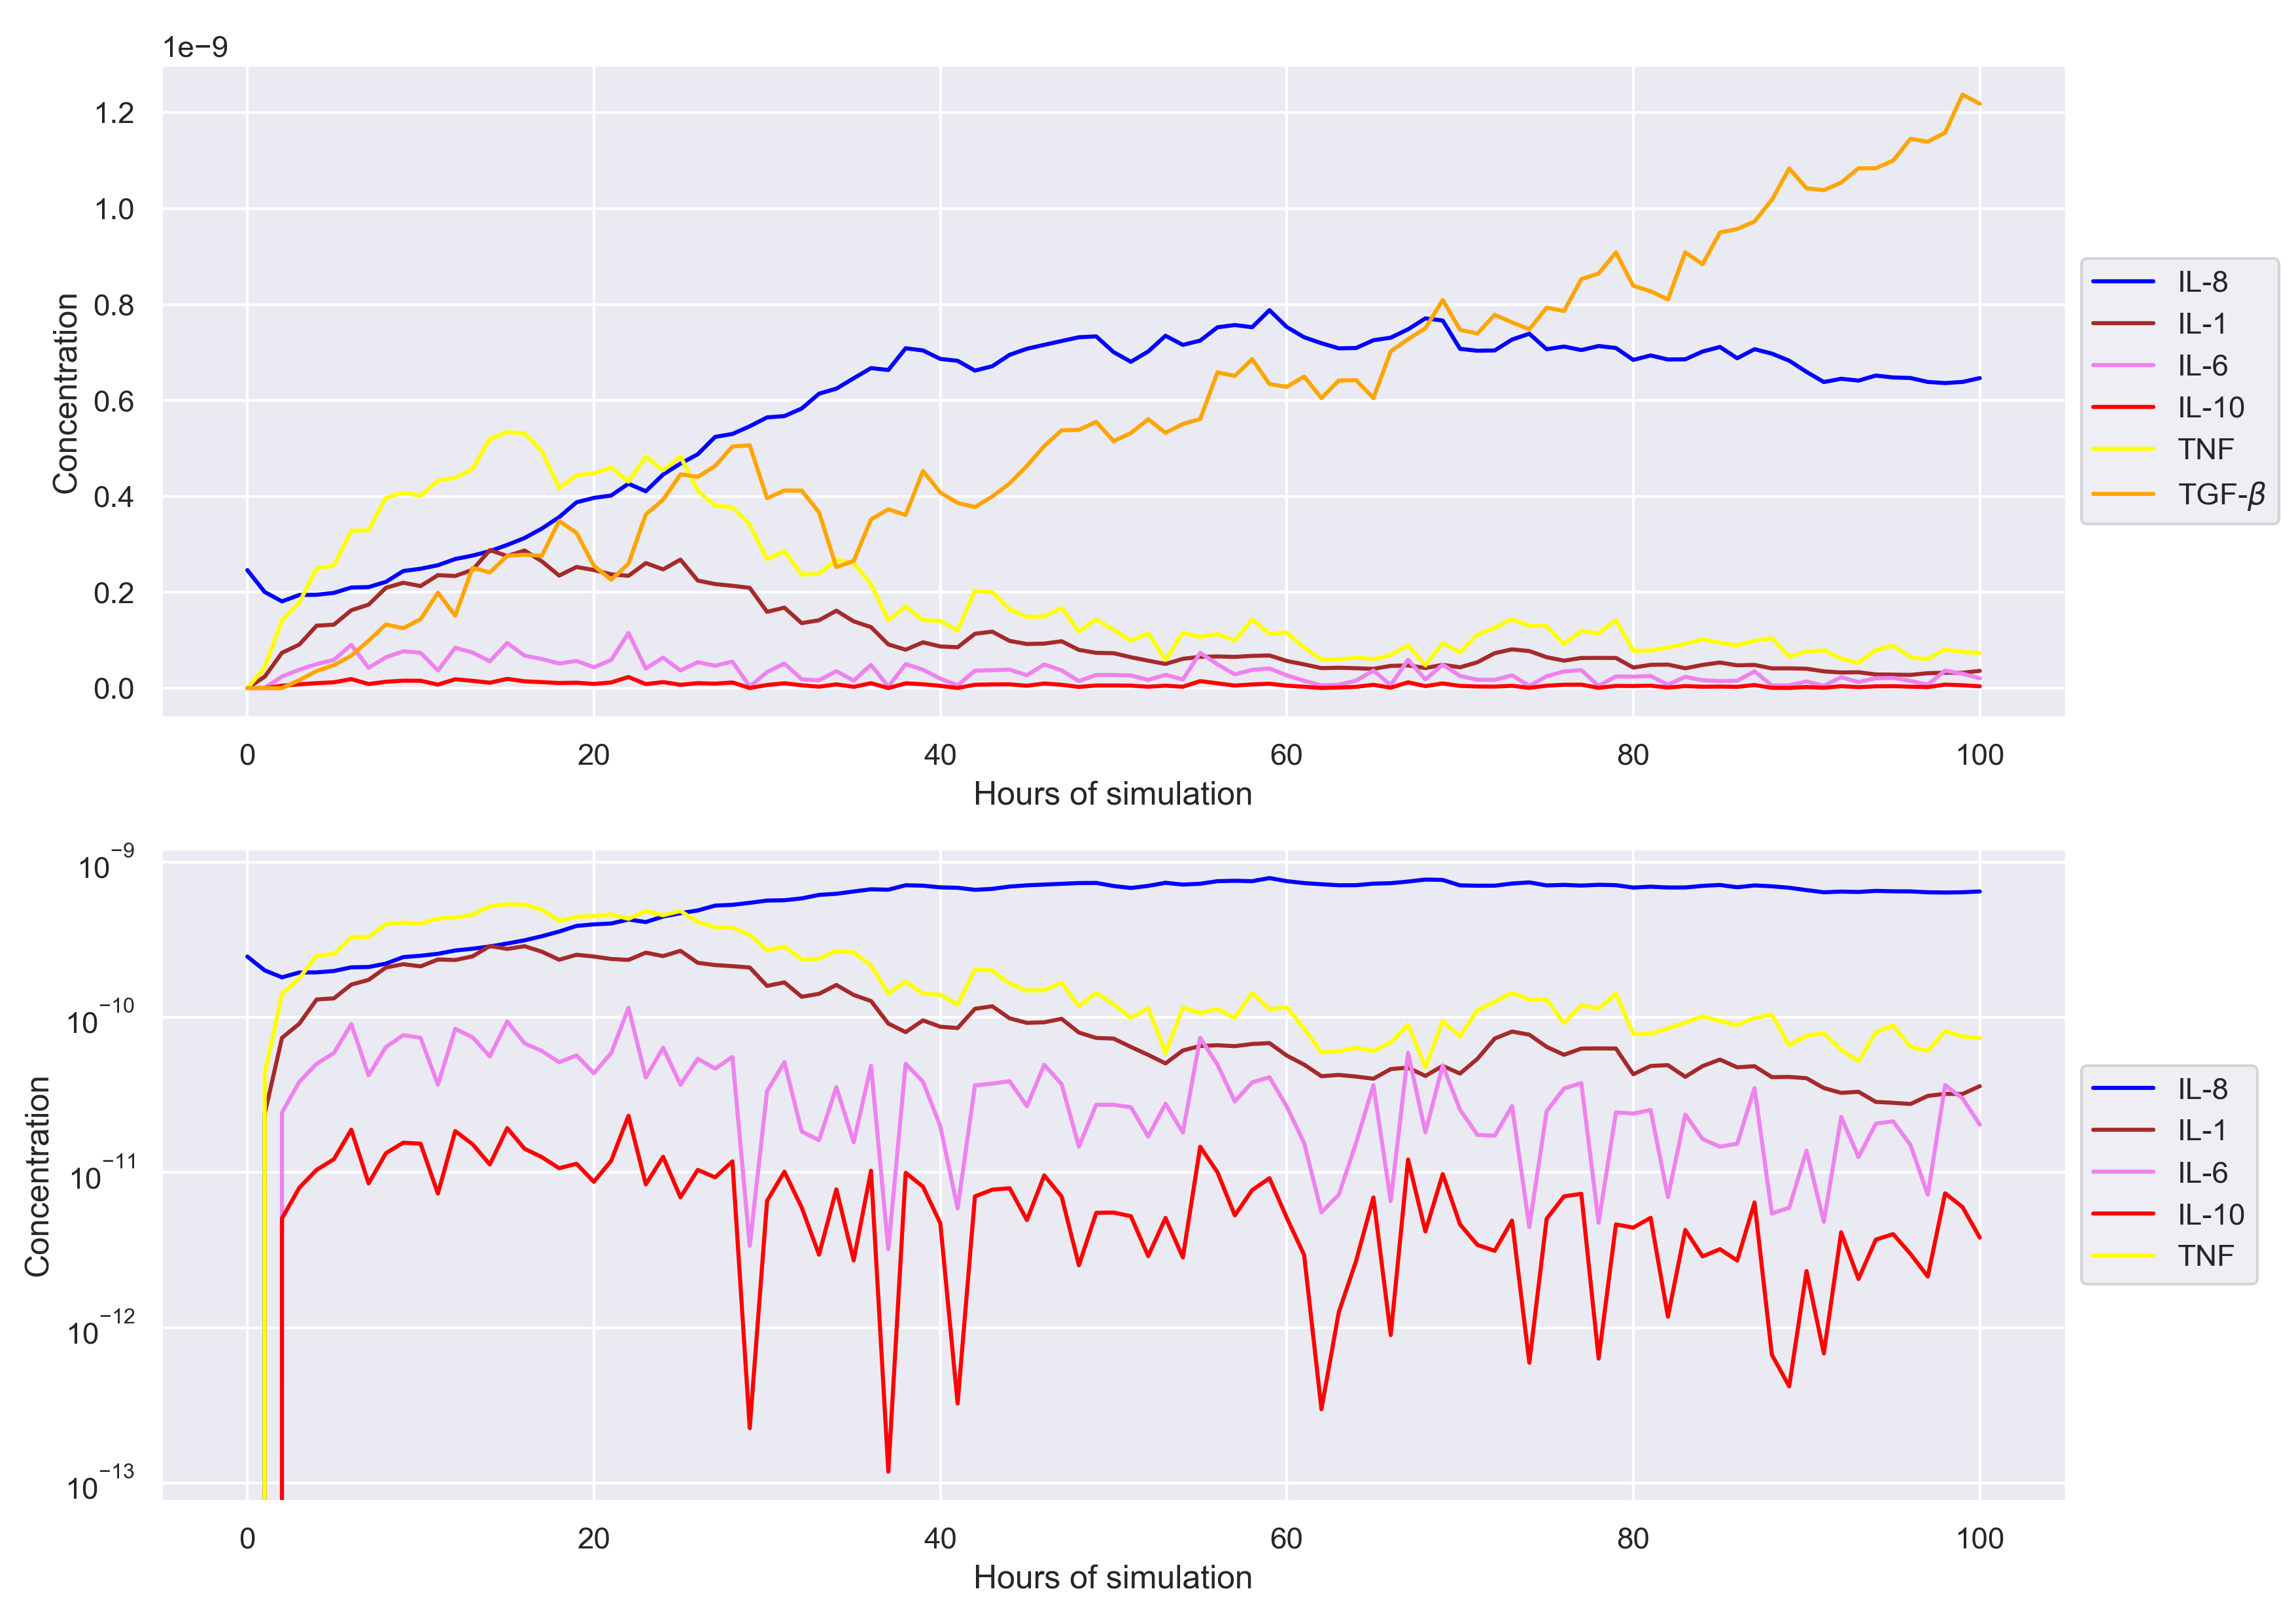 1e−9
1.2
1.0
0.8
0.6
0.4
0.2
0.0
Concentration
0 20 40 60 80 100
Hours of simulation
IL-8
IL-1
IL-6
IL-10
TNF
TGF-β
10⁻⁹
10⁻¹⁰
10⁻¹¹
10⁻¹²
10⁻¹³
Concentration
0 20 40 60 80 100
Hours of simulation
IL-8
IL-1
IL-6
IL-10
TNF